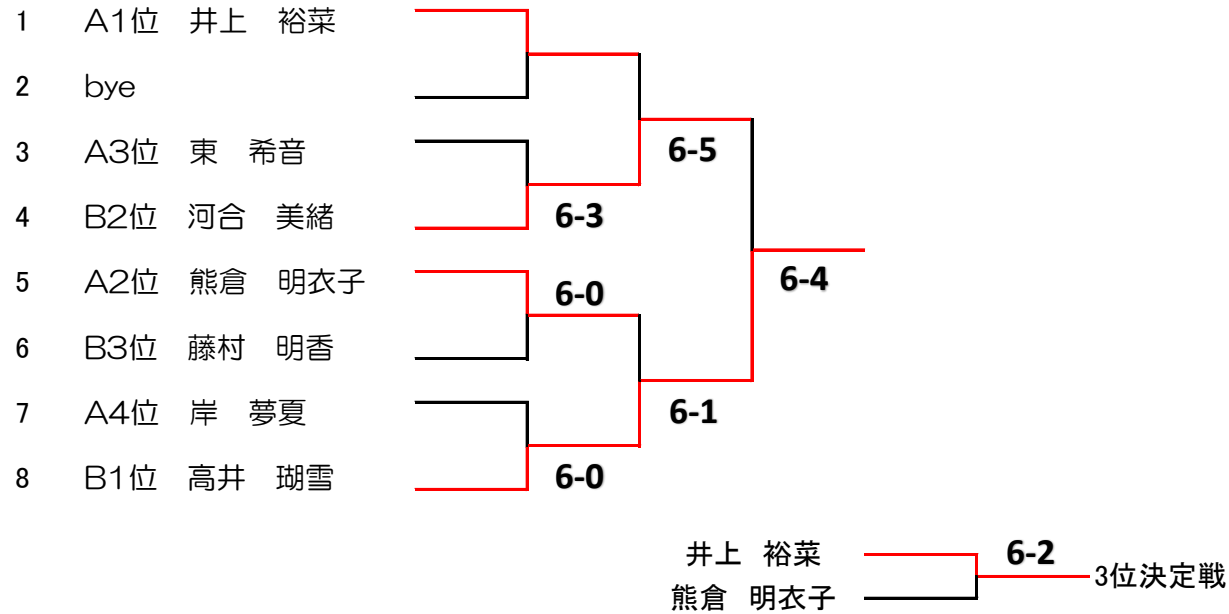 1 A1位 井上 裕菜
2 bye
3 A3位 東 希音
6-5
4 B2位 河合 美緒
6-3
5 A2位 熊倉 明衣子
6-0
6-4
6 B3位 藤村 明香
7 A4位 岸 夢夏
6-1
8 B1位 高井 瑚雪
6-0
井上 裕菜
6-2
3位決定戦
熊倉 明衣子